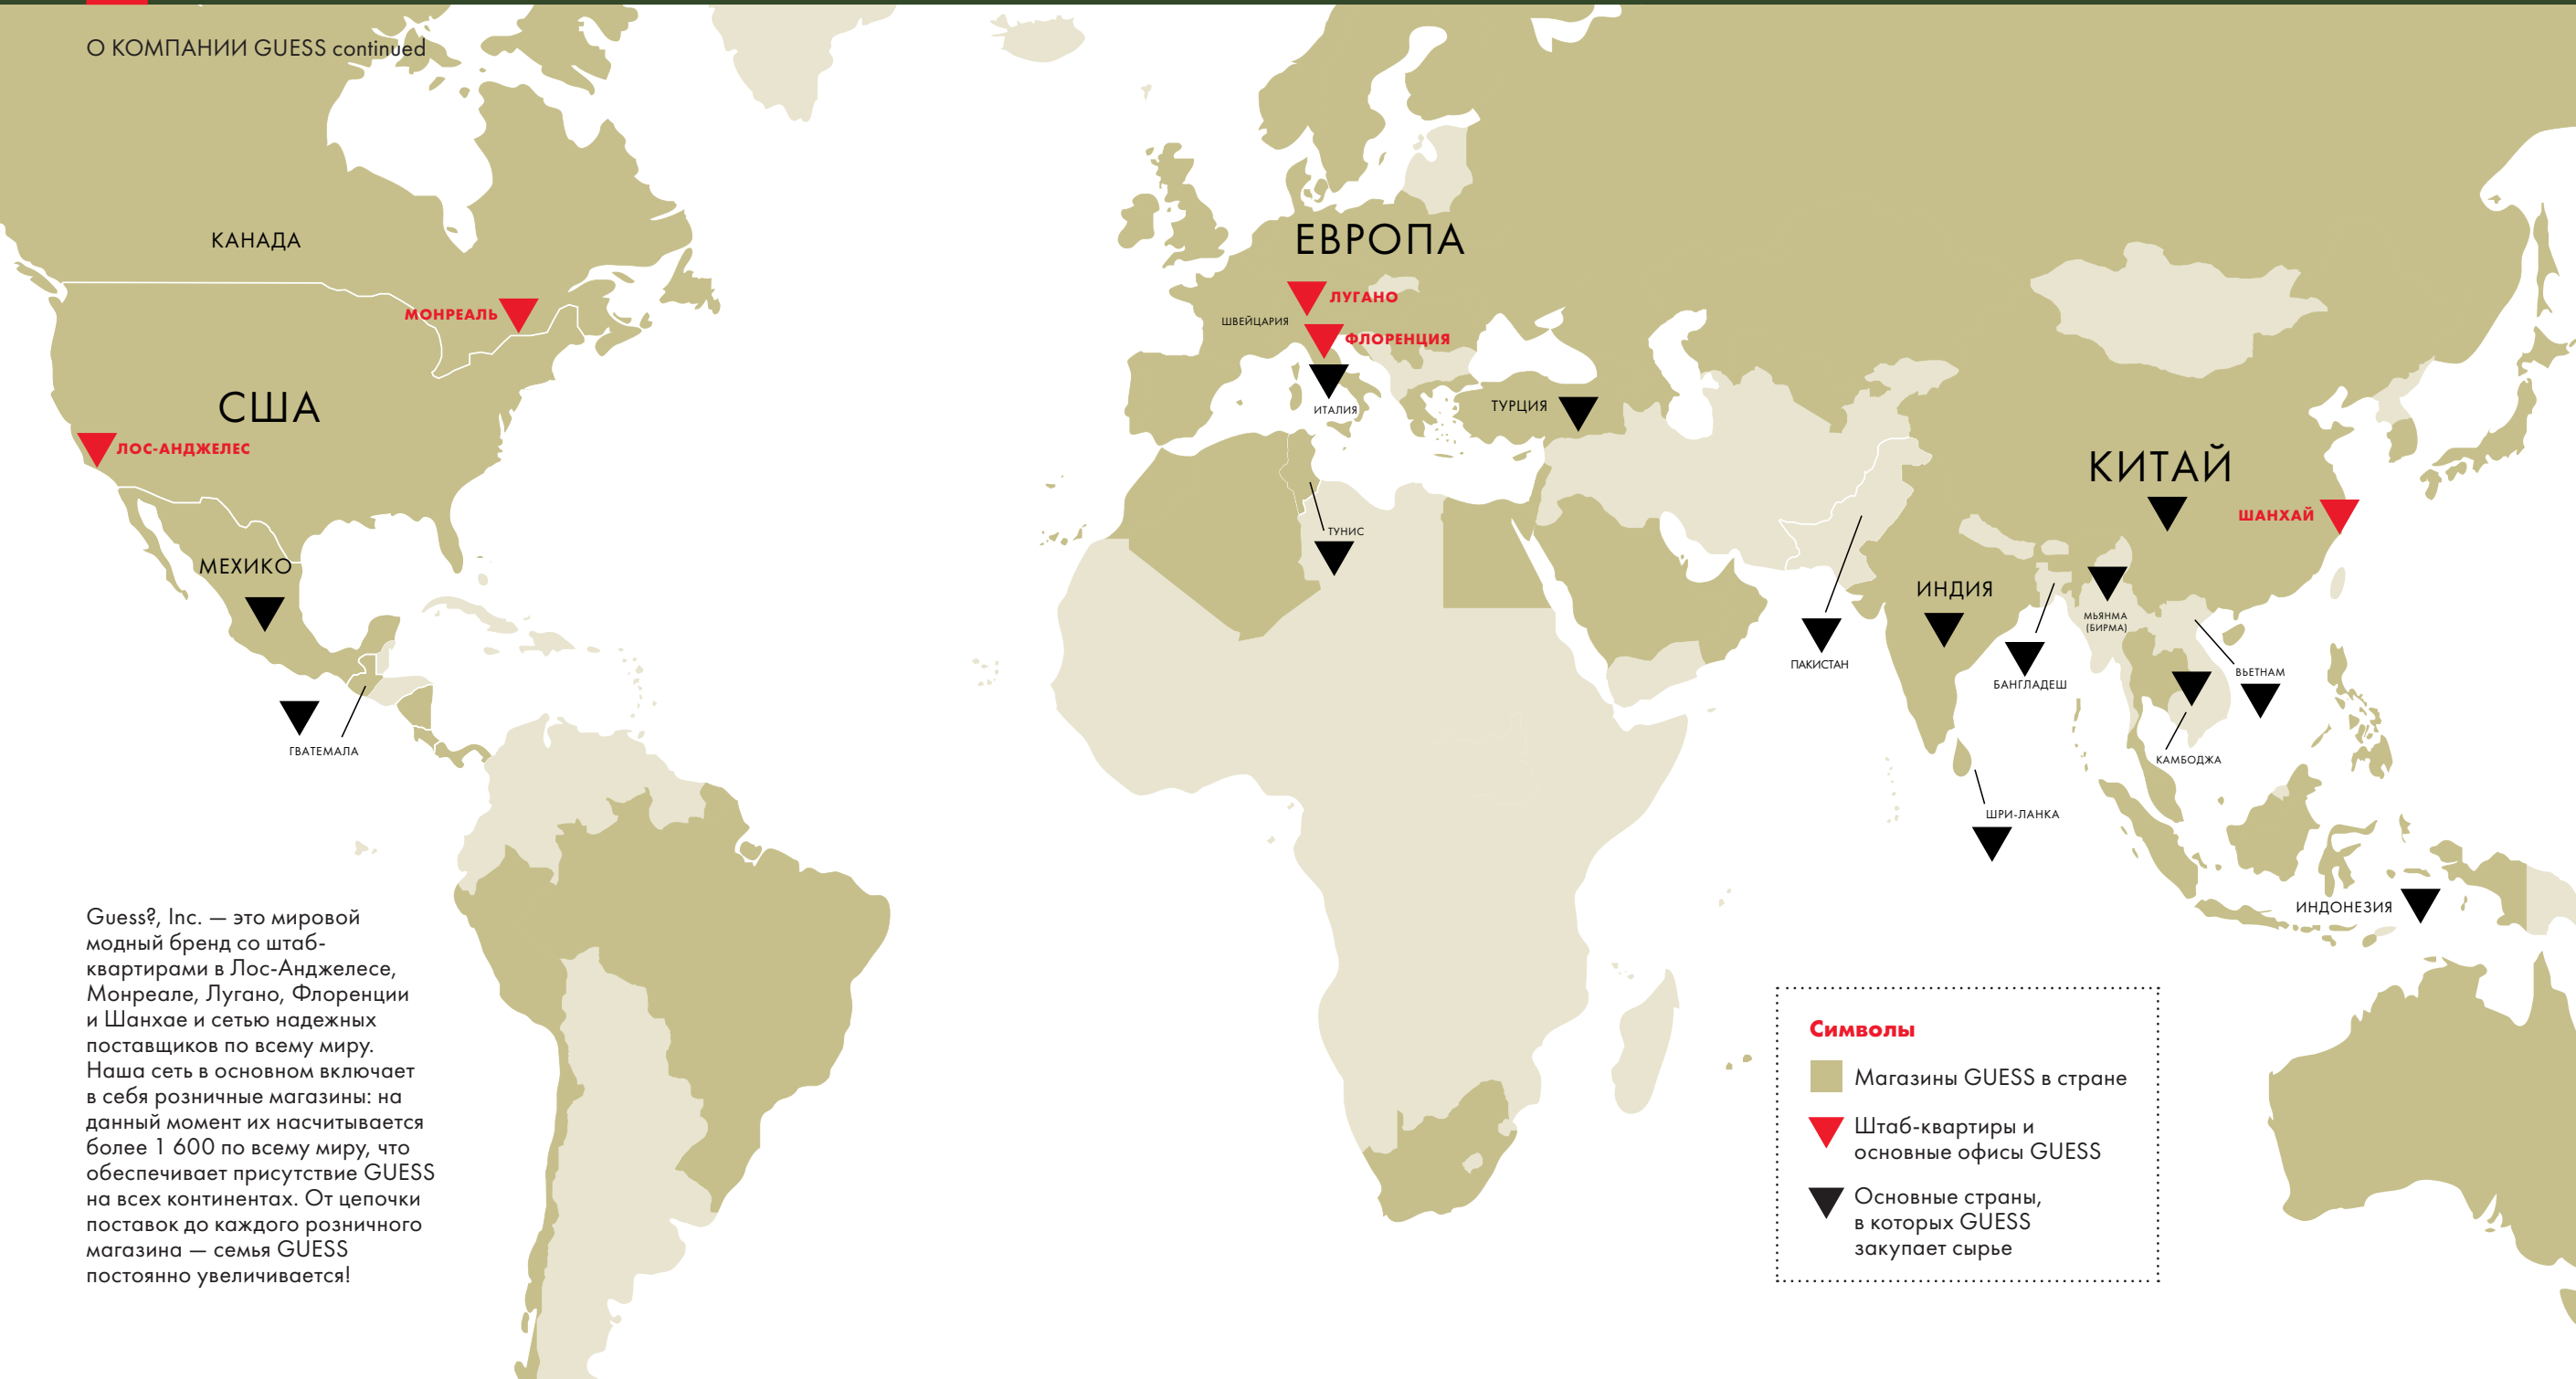 О КОМПАНИИ GUESS continued
КАНАДА
МОНРЕАЛЬ
США
ЛОС-АНДЖЕЛЕС
МЕХИКО
ГВАТЕМАЛА
ЕВРОПА
ЛУГАНО
ШВЕЙЦАРИЯ
ФЛОРЕНЦИЯ
ИТАЛИЯ
ТУРЦИЯ
ТУНИС
КИТАЙ
ШАНХАЙ
ИНДИЯ
МЬЯНМА
(БИРМА)
ПАКИСТАН
БАНГЛАДЕШ
ВЬЕТНАМ
КАМБОДЖА
ШРИ-ЛАНКА
ИНДОНЕЗИЯ
Guess?, Inc. — это мировой
модный бренд со штаб-
квартирами в Лос-Анджелесе,
Монреале, Лугано, Флоренции
и Шанхае и сетью надежных
поставщиков по всему миру.
Наша сеть в основном включает
в себя розничные магазины: на
данный момент их насчитывается
более 1 600 по всему миру, что
обеспечивает присутствие GUESS
на всех континентах. От цепочки
поставок до каждого розничного
магазина — семья GUESS
постоянно увеличивается!
Символы
Магазины GUESS в стране
Штаб-квартиры и
основные офисы GUESS
Основные страны,
в которых GUESS
закупает сырье